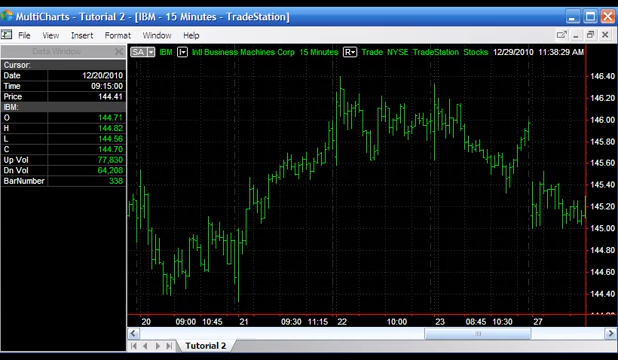 MultiCharts - Tutorial 2 - [IBM - 15 Minutes - TradeStation]
File View Insert Format Window Help
Data Window
SA IBM I Intl Business Machines Corp 15 Minutes R Trade NYSE TradeStation Stocks 12/29/2010 11:38:29 AM
Cursor:
Date 12/20/2010
Time 09:15:00
Price 144.41
IBM:
O 144.71
H 144.82
L 144.56
C 144.70
Up Vol 77,830
Dn Vol 64,208
BarNumber 338
146.40
146.20
146.00
145.80
145.60
145.40
145.20
145.00
144.80
144.60
144.40
20 09:00 10:45 21 09:30 11:15 22 10:00 23 08:45 10:30 27
Tutorial 2